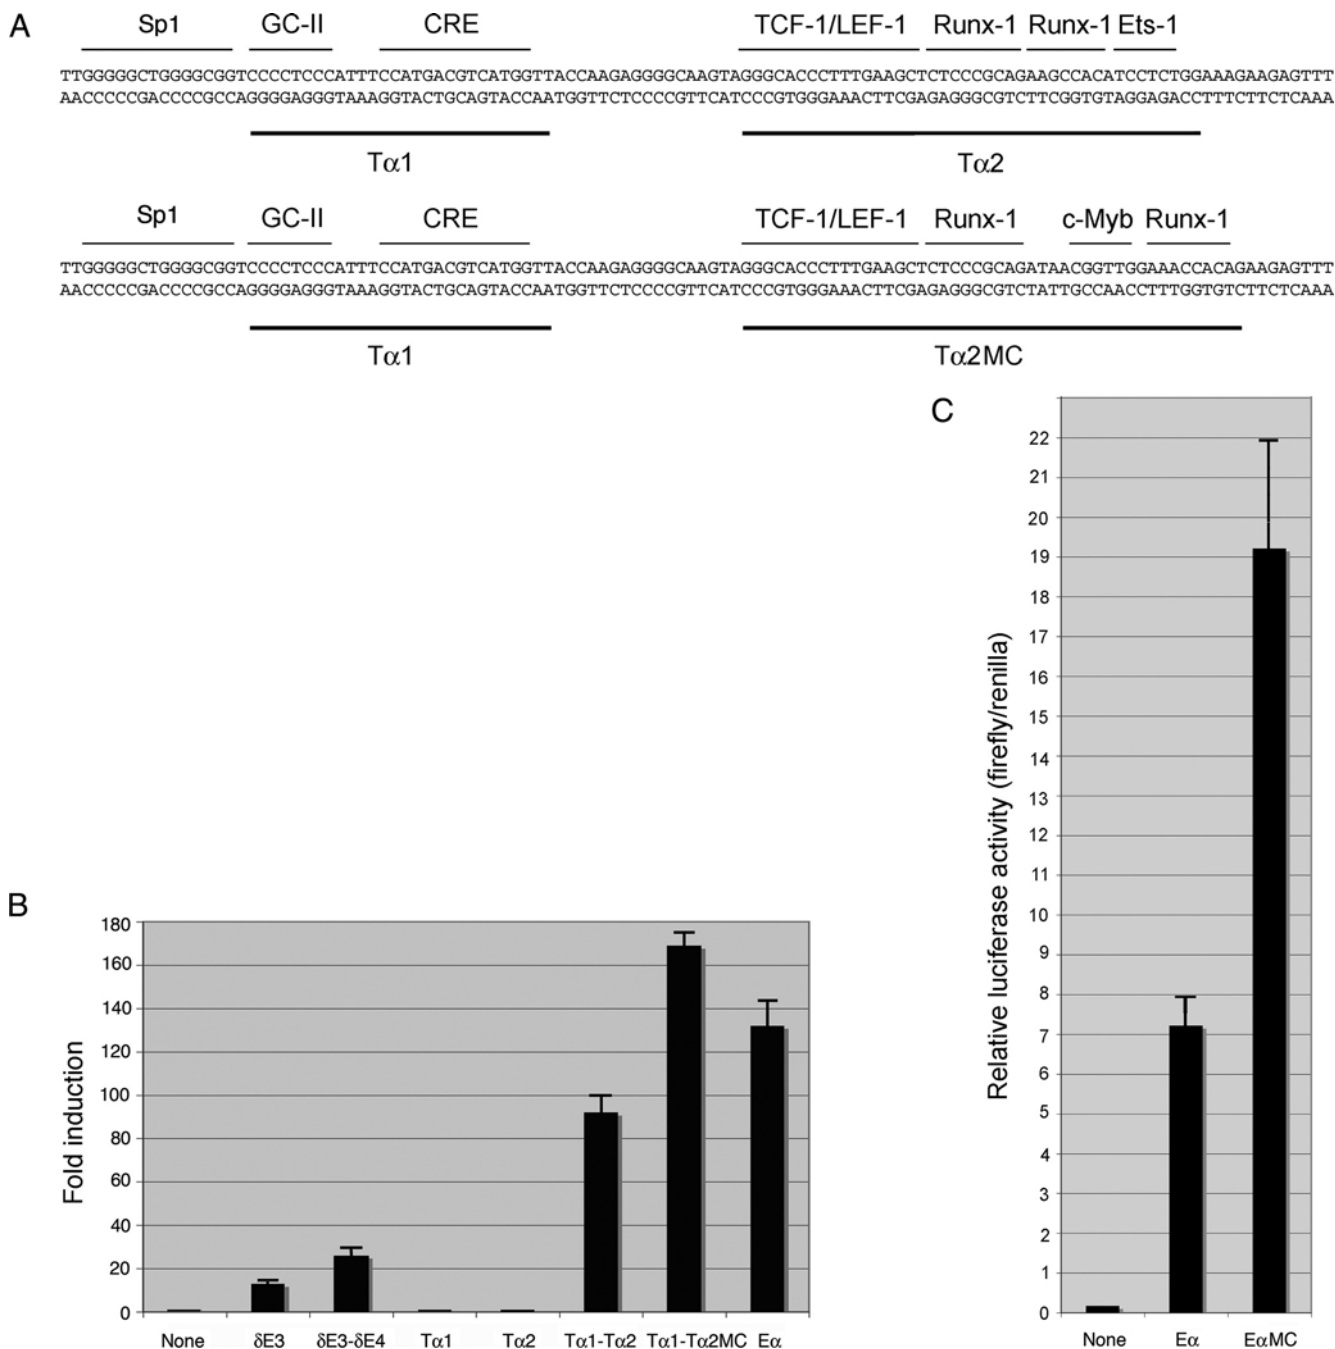 A
Sp1 GC-II CRE TCF-1/LEF-1 Runx-1 Runx-1 Ets-1
TTGGGGGCTGGGGCGGTCCCCTCCCATTTCCATGACGTCATGGTTACCAAGAGGGGCAAGTAGGGCACCCTTTGAAGCTCTCCCGCAGAAGCCACATCCTCTGGAAAGAAGAGTTT
AACCCCCGACCCCGCCAGGGGAGGGTAAAGGTACTGCAGTACCAATGGTTCTCCCCGTTCATCCCGTGGGAAACTTCGAGAGGGCGTCTTCGGTGTAGGAGACCTTTCTTCTCAAA
Tα1 Tα2
Sp1 GC-II CRE TCF-1/LEF-1 Runx-1 c-Myb Runx-1
TTGGGGGCTGGGGCGGTCCCCTCCCATTTCCATGACGTCATGGTTACCAAGAGGGGCAAGTAGGGCACCCTTTGAAGCTCTCCCGCAGATAACGGTTGGAAACCACAGAAGAGTTT
AACCCCCGACCCCGCCAGGGGAGGGTAAAGGTACTGCAGTACCAATGGTTCTCCCCGTTCATCCCGTGGGAAACTTCGAGAGGGCGTCTATTGCCAACCTTTGGTGTCTTCTCAAA
Tα1 Tα2MC
B
Fold induction
180
160
140
120
100
80
60
40
20
0
None δE3 δE3-δE4 Tα1 Tα2 Tα1-Tα2 Tα1-Tα2MC Eα
C
Relative luciferase activity (firefly/renilla)
22
21
20
19
18
17
16
15
14
13
12
11
10
9
8
7
6
5
4
3
2
1
0
None Eα EαMC